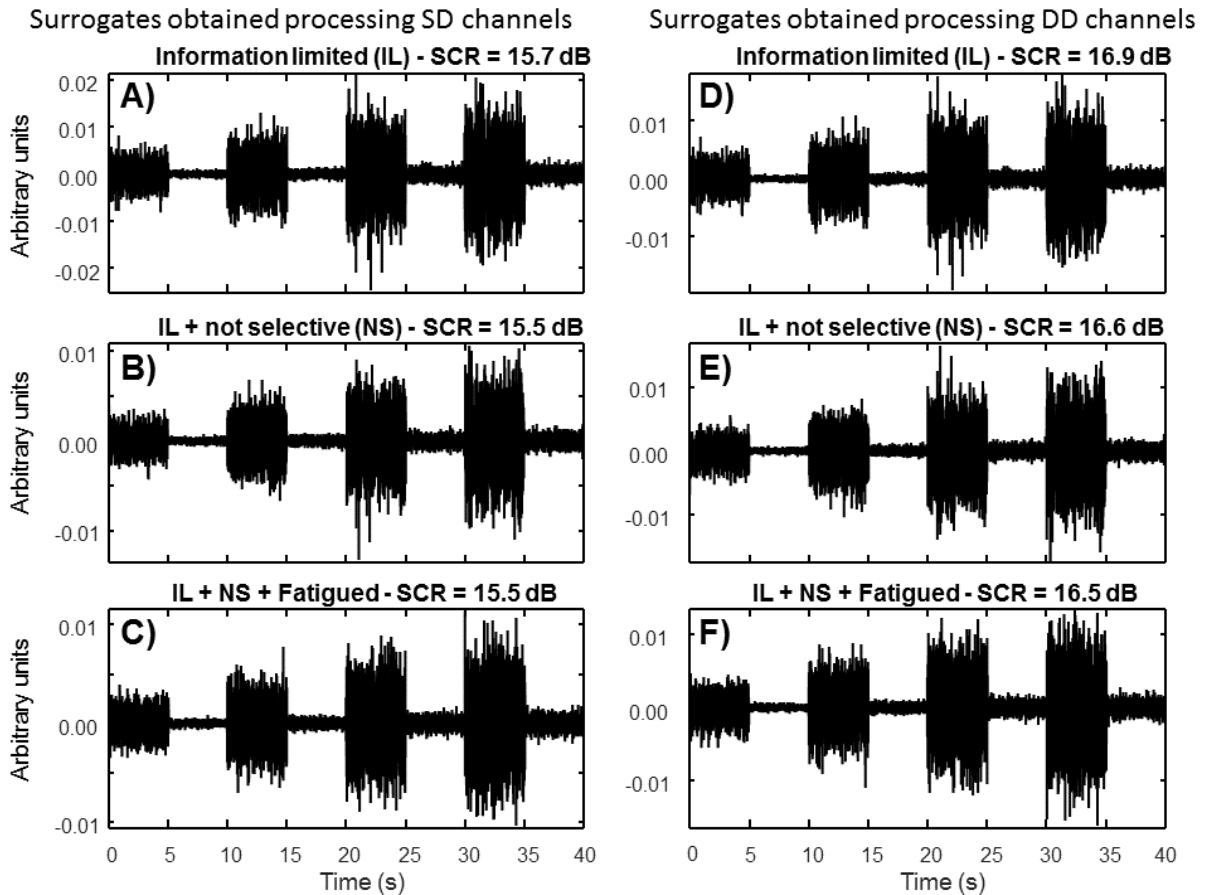 Surrogates obtained processing SD channels
Surrogates obtained processing DD channels
Information limited (IL) - SCR = 15.7 dB
A)
0.02
0.01
0.00
-0.01
-0.02
Arbitrary units
Information limited (IL) - SCR = 16.9 dB
D)
0.01
0.00
-0.01
IL + not selective (NS) - SCR = 15.5 dB
B)
0.01
0.00
-0.01
Arbitrary units
IL + not selective (NS) - SCR = 16.6 dB
E)
0.01
0.00
-0.01
IL + NS + Fatigued - SCR = 15.5 dB
C)
0.01
0.00
-0.01
Arbitrary units
0 5 10 15 20 25 30 35 40
Time (s)
IL + NS + Fatigued - SCR = 16.5 dB
F)
0.01
0.00
-0.01
0 5 10 15 20 25 30 35 40
Time (s)